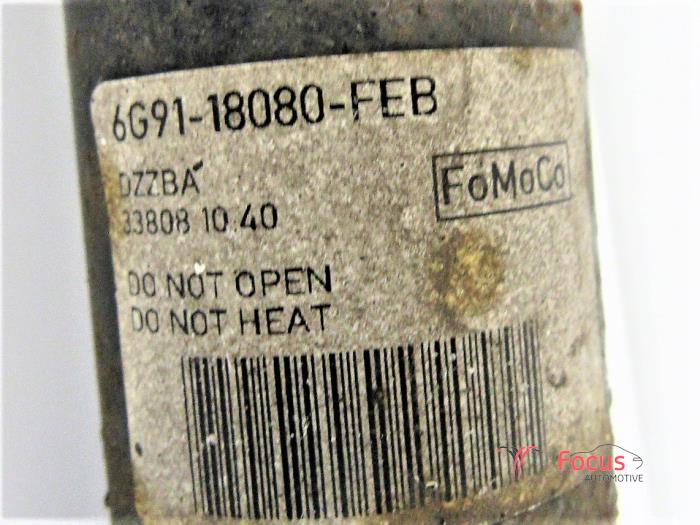 6G91-18080-FEB
DZZBA
FoMoCo
33808 10 40
DO NOT OPEN
DO NOT HEAT
Focus
AUTOMOTIVE